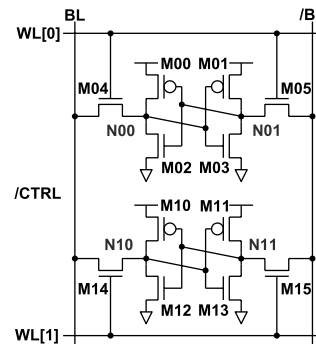 BL /B
WL[0]
M00 M01
M04 M05
N00 N01
M02 M03
/CTRL
M10 M11
N10 N11
M14 M12 M13 M15
WL[1]